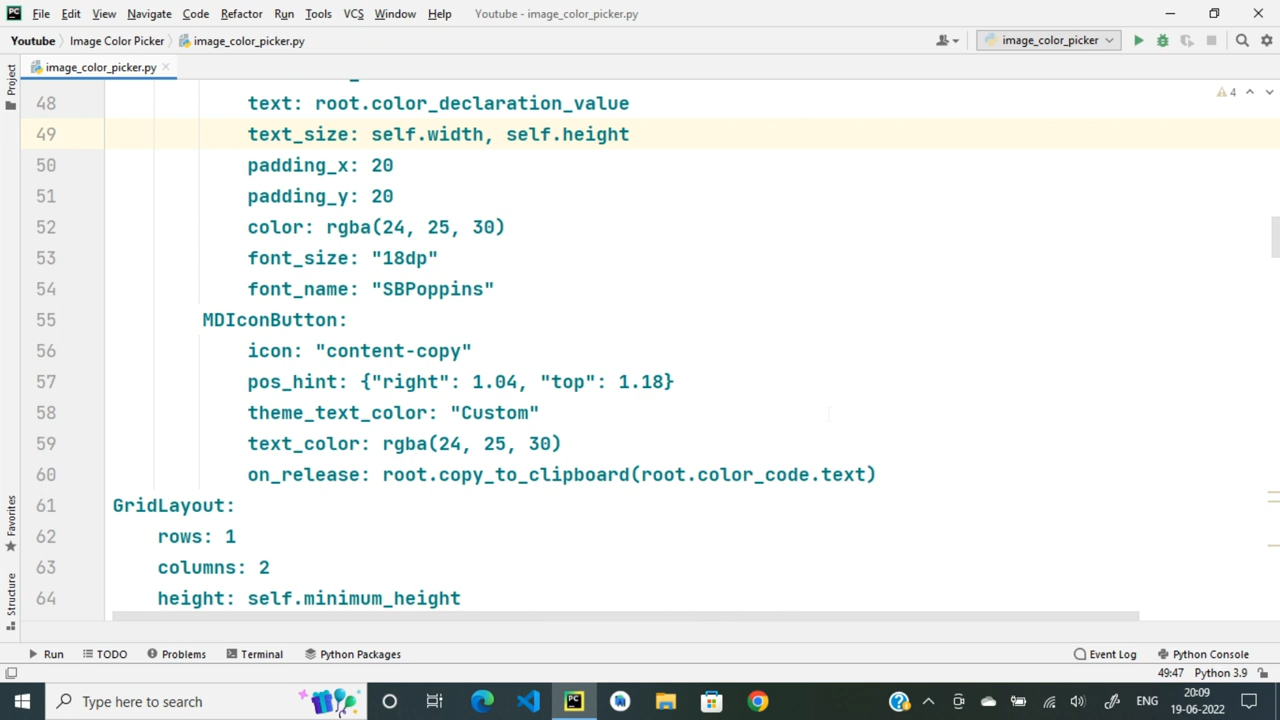 File Edit View Navigate Code Refactor Run Tools VCS Window Help Youtube - image_color_picker.py
Youtube Image Color Picker image_color_picker.py image_color_picker
image_color_picker.py
Project
4
48 text: root.color_declaration_value
49 text_size: self.width, self.height
50 padding_x: 20
51 padding_y: 20
52 color: rgba(24, 25, 30)
53 font_size: "18dp"
54 font_name: "SBPoppins"
55 MDIconButton:
56 icon: "content-copy"
57 pos_hint: {"right": 1.04, "top": 1.18}
58 theme_text_color: "Custom"
59 text_color: rgba(24, 25, 30)
60 on_release: root.copy_to_clipboard(root.color_code.text)
61 GridLayout:
62 rows: 1
63 columns: 2
64 height: self.minimum_height
Favorites
Structure
Run TODO Problems Terminal Python Packages Event Log Python Console
49:47 Python 3.9
Type here to search ENG 20:09
19-06-2022